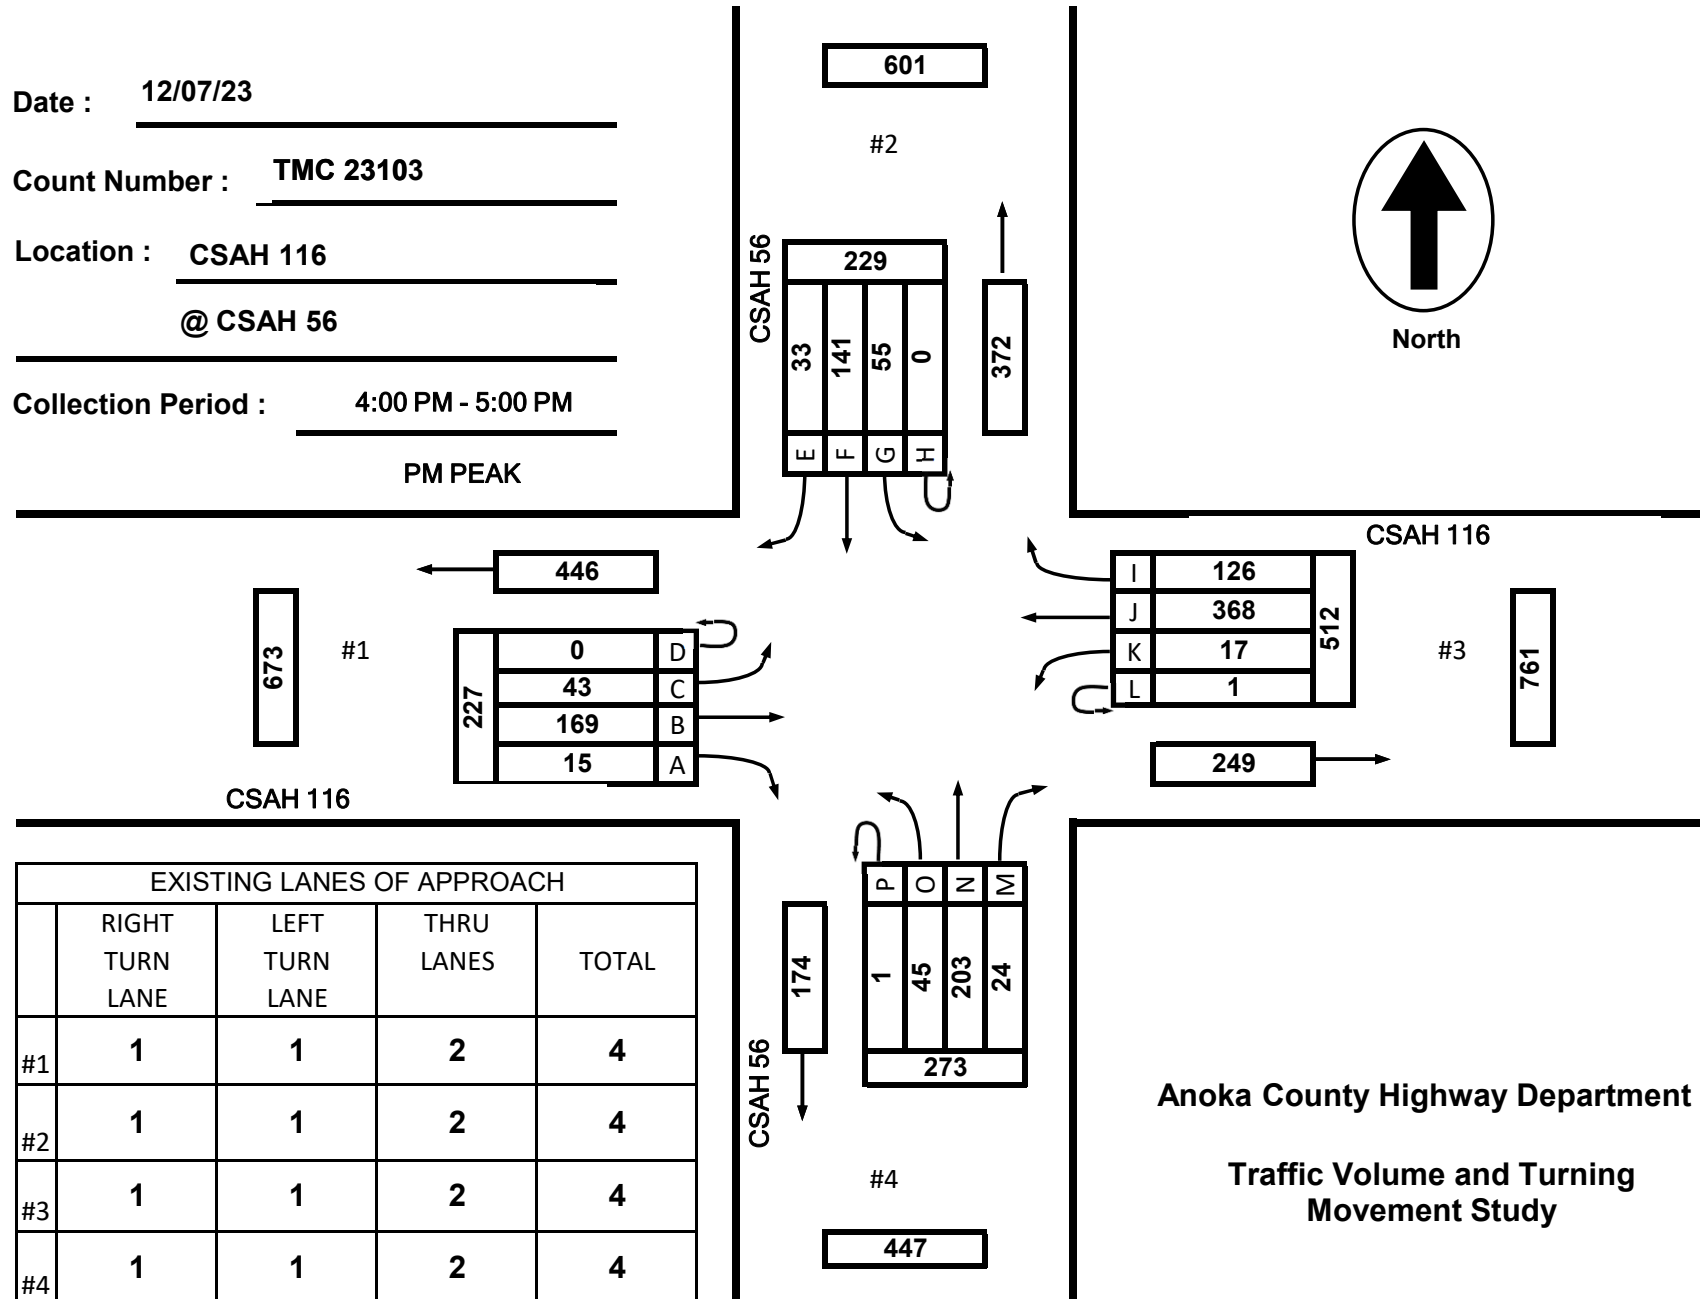 Date : 12/07/23
Count Number : TMC 23103
Location : CSAH 116
@ CSAH 56
Collection Period : 4:00 PM - 5:00 PM
PM PEAK
601
#2
CSAH 56
229
33 141 55 0
E F G H
372
North
CSAH 116
446
673
#1
227
0 D
43 C
169 B
15 A
CSAH 116
I 126
J 368
K 17
L 1
512
#3
761
249
P O N M
1 45 203 24
273
174
CSAH 56
#4
447
EXISTING LANES OF APPROACH
RIGHT TURN LANE
LEFT TURN LANE
THRU LANES
TOTAL
#1 1 1 2 4
#2 1 1 2 4
#3 1 1 2 4
#4 1 1 2 4
Anoka County Highway Department
Traffic Volume and Turning
Movement Study